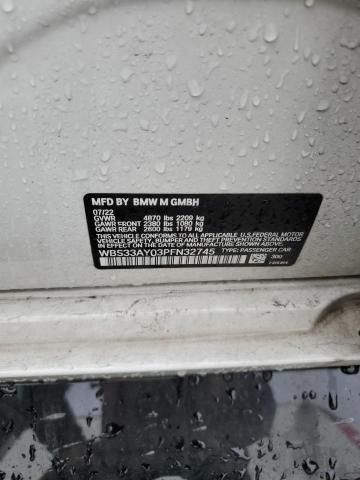 MFD BY BMW M GMBH
07/22
GVWR 4870 lbs 2209 kg
GAWR FRONT 2380 lbs 1080 kg
GAWR REAR 2600 lbs 1179 kg
THIS VEHICLE CONFORMS TO ALL APPLICABLE FEDERAL MOTOR
VEHICLE SAFETY, BUMPER, AND THEFT PREVENTION STANDARDS
IN EFFECT ON THE DATE OF MANUFACTURE SHOWN ABOVE.
WBS33AY03PFN32745 TYPE: PASSENGER CAR
300